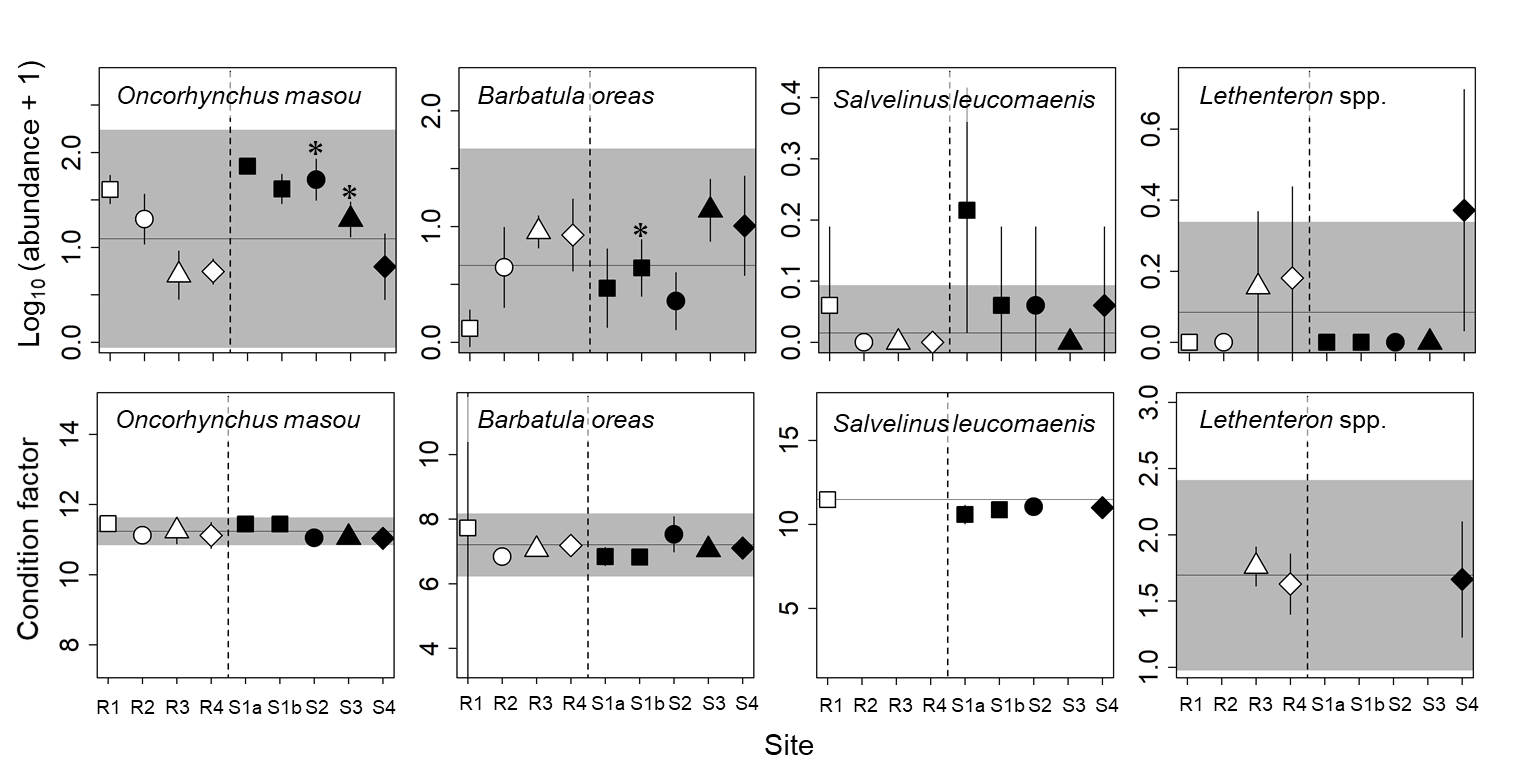 Oncorhynchus masou
Barbatula oreas
Salvelinus leucomaenis
Lethenteron spp.
Log10 (abundance + 1)
0.0 1.0 2.0
0.0 1.0 2.0
0.0 0.1 0.2 0.3 0.4
0.0 0.2 0.4 0.6
* *
*
Oncorhynchus masou
Barbatula oreas
Salvelinus leucomaenis
Lethenteron spp.
Condition factor
8 10 12 14
4 6 8 10
5 10 15
1.0 1.5 2.0 2.5 3.0
R1 R2 R3 R4 S1a S1b S2 S3 S4
R1 R2 R3 R4 S1a S1b S2 S3 S4
R1 R2 R3 R4 S1a S1b S2 S3 S4
R1 R2 R3 R4 S1a S1b S2 S3 S4
Site